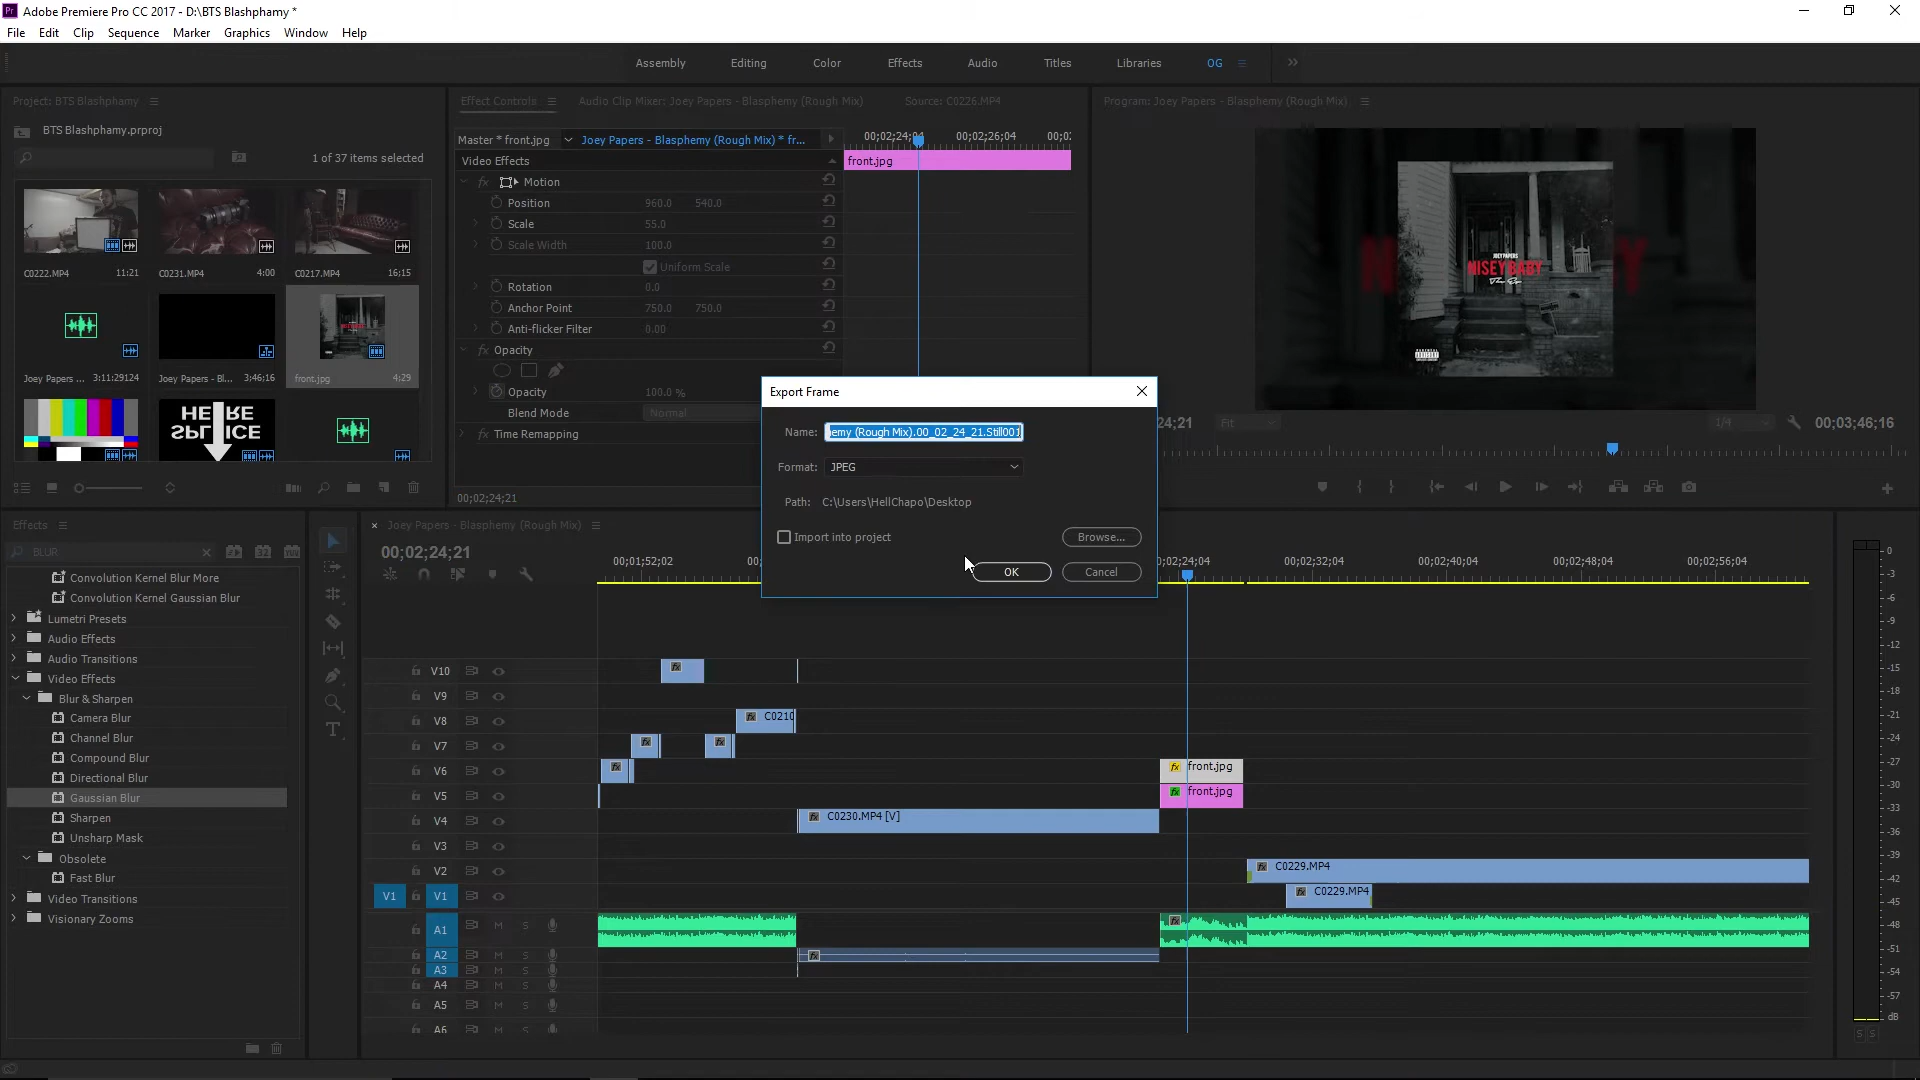 Adobe Premiere Pro CC 2017 - D:\BTS Blashphamy *
File Edit Clip Sequence Marker Graphics Window Help
Assembly Editing Color Effects Audio Titles Libraries OG
Project: BTS Blashphamy
BTS Blashphamy.prproj
1 of 37 items selected
C0222.MP4 11:21
C0231.MP4 4:00
C0217.MP4 16;15
Joey Papers ... 3:11:29124
Joey Papers - Bl... 3;46;16
front.jpg 4;29
HERE
SPLICE
Effect Controls
Audio Clip Mixer: Joey Papers - Blasphemy (Rough Mix)
Source: C0226.MP4
Master * front.jpg
Joey Papers - Blasphemy (Rough Mix) * fr...
00;02;24;04 00;02;26;04 00;02;
Video Effects
front.jpg
Motion
Position 960.0 540.0
Scale 55.0
Scale Width 100.0
Uniform Scale
Rotation 0.0
Anchor Point 750.0 750.0
Anti-flicker Filter 0.00
Opacity
Opacity 100.0 %
Blend Mode Normal
Time Remapping
00;02;24;21
Program: Joey Papers - Blasphemy (Rough Mix)
JOEY PAPERS
NISEY BABY
The Ep
;24;21
Fit
1/4
00;03;46;16
Export Frame
Name: emy (Rough Mix).00_02_24_21.Still001
Format: JPEG
Path: C:\Users\HellChapo\Desktop
Import into project
Browse...
OK
Cancel
Effects
BLUR
Convolution Kernel Blur More
Convolution Kernel Gaussian Blur
Lumetri Presets
Audio Effects
Audio Transitions
Video Effects
Blur & Sharpen
Camera Blur
Channel Blur
Compound Blur
Directional Blur
Gaussian Blur
Sharpen
Unsharp Mask
Obsolete
Fast Blur
Video Transitions
Visionary Zooms
Joey Papers - Blasphemy (Rough Mix)
00;02;24;21
00;01;52;02 00; 0;02;24;04 00;02;32;04 00;02;40;04 00;02;48;04 00;02;56;04
V10
V9
V8 C0210
V7
V6 front.jpg
V5 front.jpg
V4 C0230.MP4 [V]
V3
V2 C0229.MP4
V1 V1 C0229.MP4
A1 M S
A2 M S
A3 M S
A4 M S
A5 M S
A6 M S
0
-3
-6
-9
-12
-15
-18
-21
-24
-27
-30
-33
-36
-39
-42
-45
-48
-51
-54
-57
dB
S S